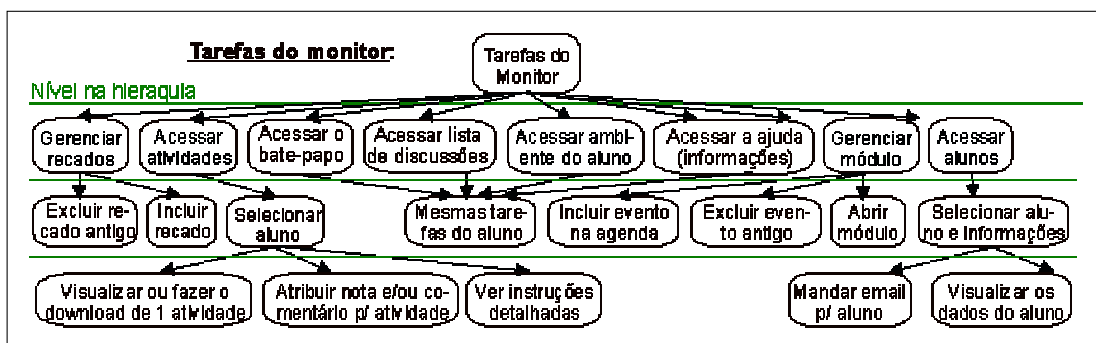 Tarefas do monitor:
Tarefas do
Monitor
Nível na hieraquia
Gerenciar
recados
Acessar
atividades
Acessar o
bate-papo
Acessar lista
de discussões
Acessar ambi-
ente do aluno
Acessar a ajuda
(informações)
Gerenciar
módulo
Acessar
alunos
Excluir re-
cado antigo
Incluir
recado
Selecionar
aluno
Mesmas tare-
fas do aluno
Incluir evento
na agenda
Excluir even-
to antigo
Abrir
módulo
Selecionar alu-
no e Informações
Visualizar ou fazer o
download de 1 atividade
Atribuir nota e/ou co-
mentário p/ atividade
Ver instruções
detalhadas
Mandar email
p/ aluno
Visualizar os
dados do aluno